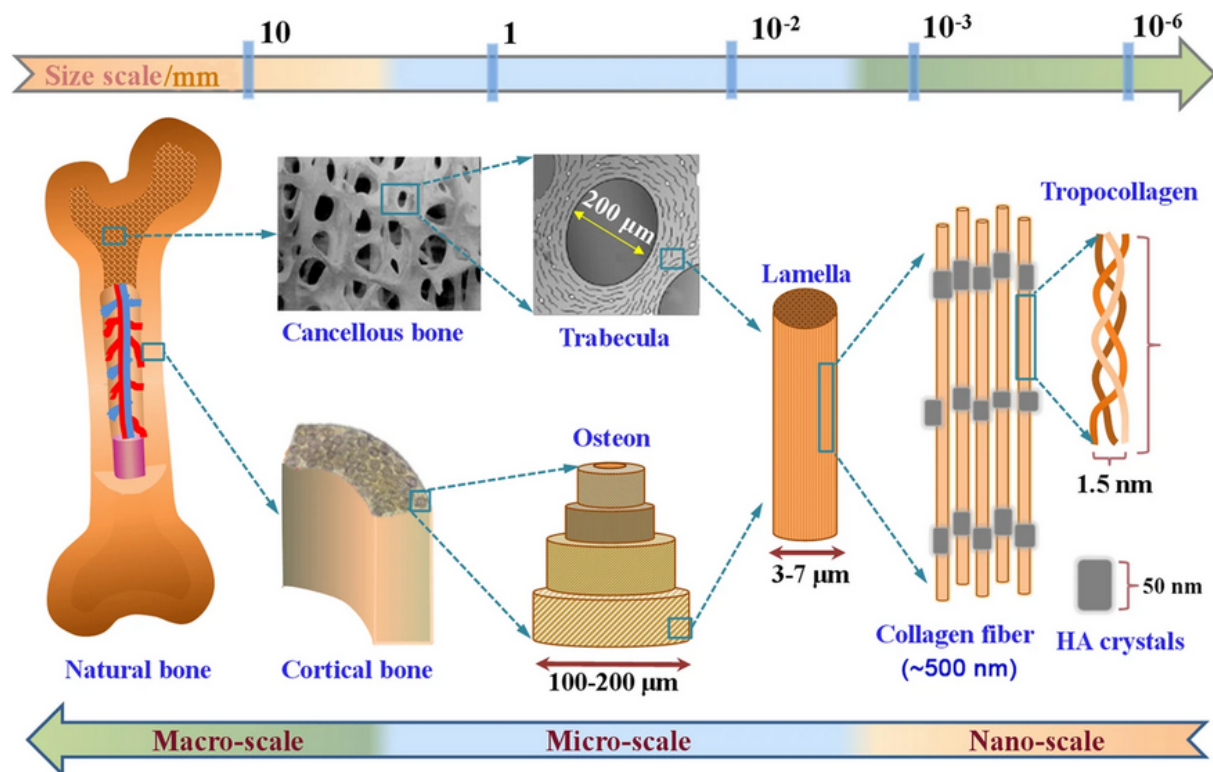 10
1
10⁻²
10⁻³
10⁻⁶
Size scale/mm
Tropocollagen
200 μm
Lamella
Cancellous bone
Trabecula
Osteon
1.5 nm
3-7 μm
50 nm
Natural bone
Cortical bone
100-200 μm
Collagen fiber
(~500 nm)
HA crystals
Macro-scale
Micro-scale
Nano-scale